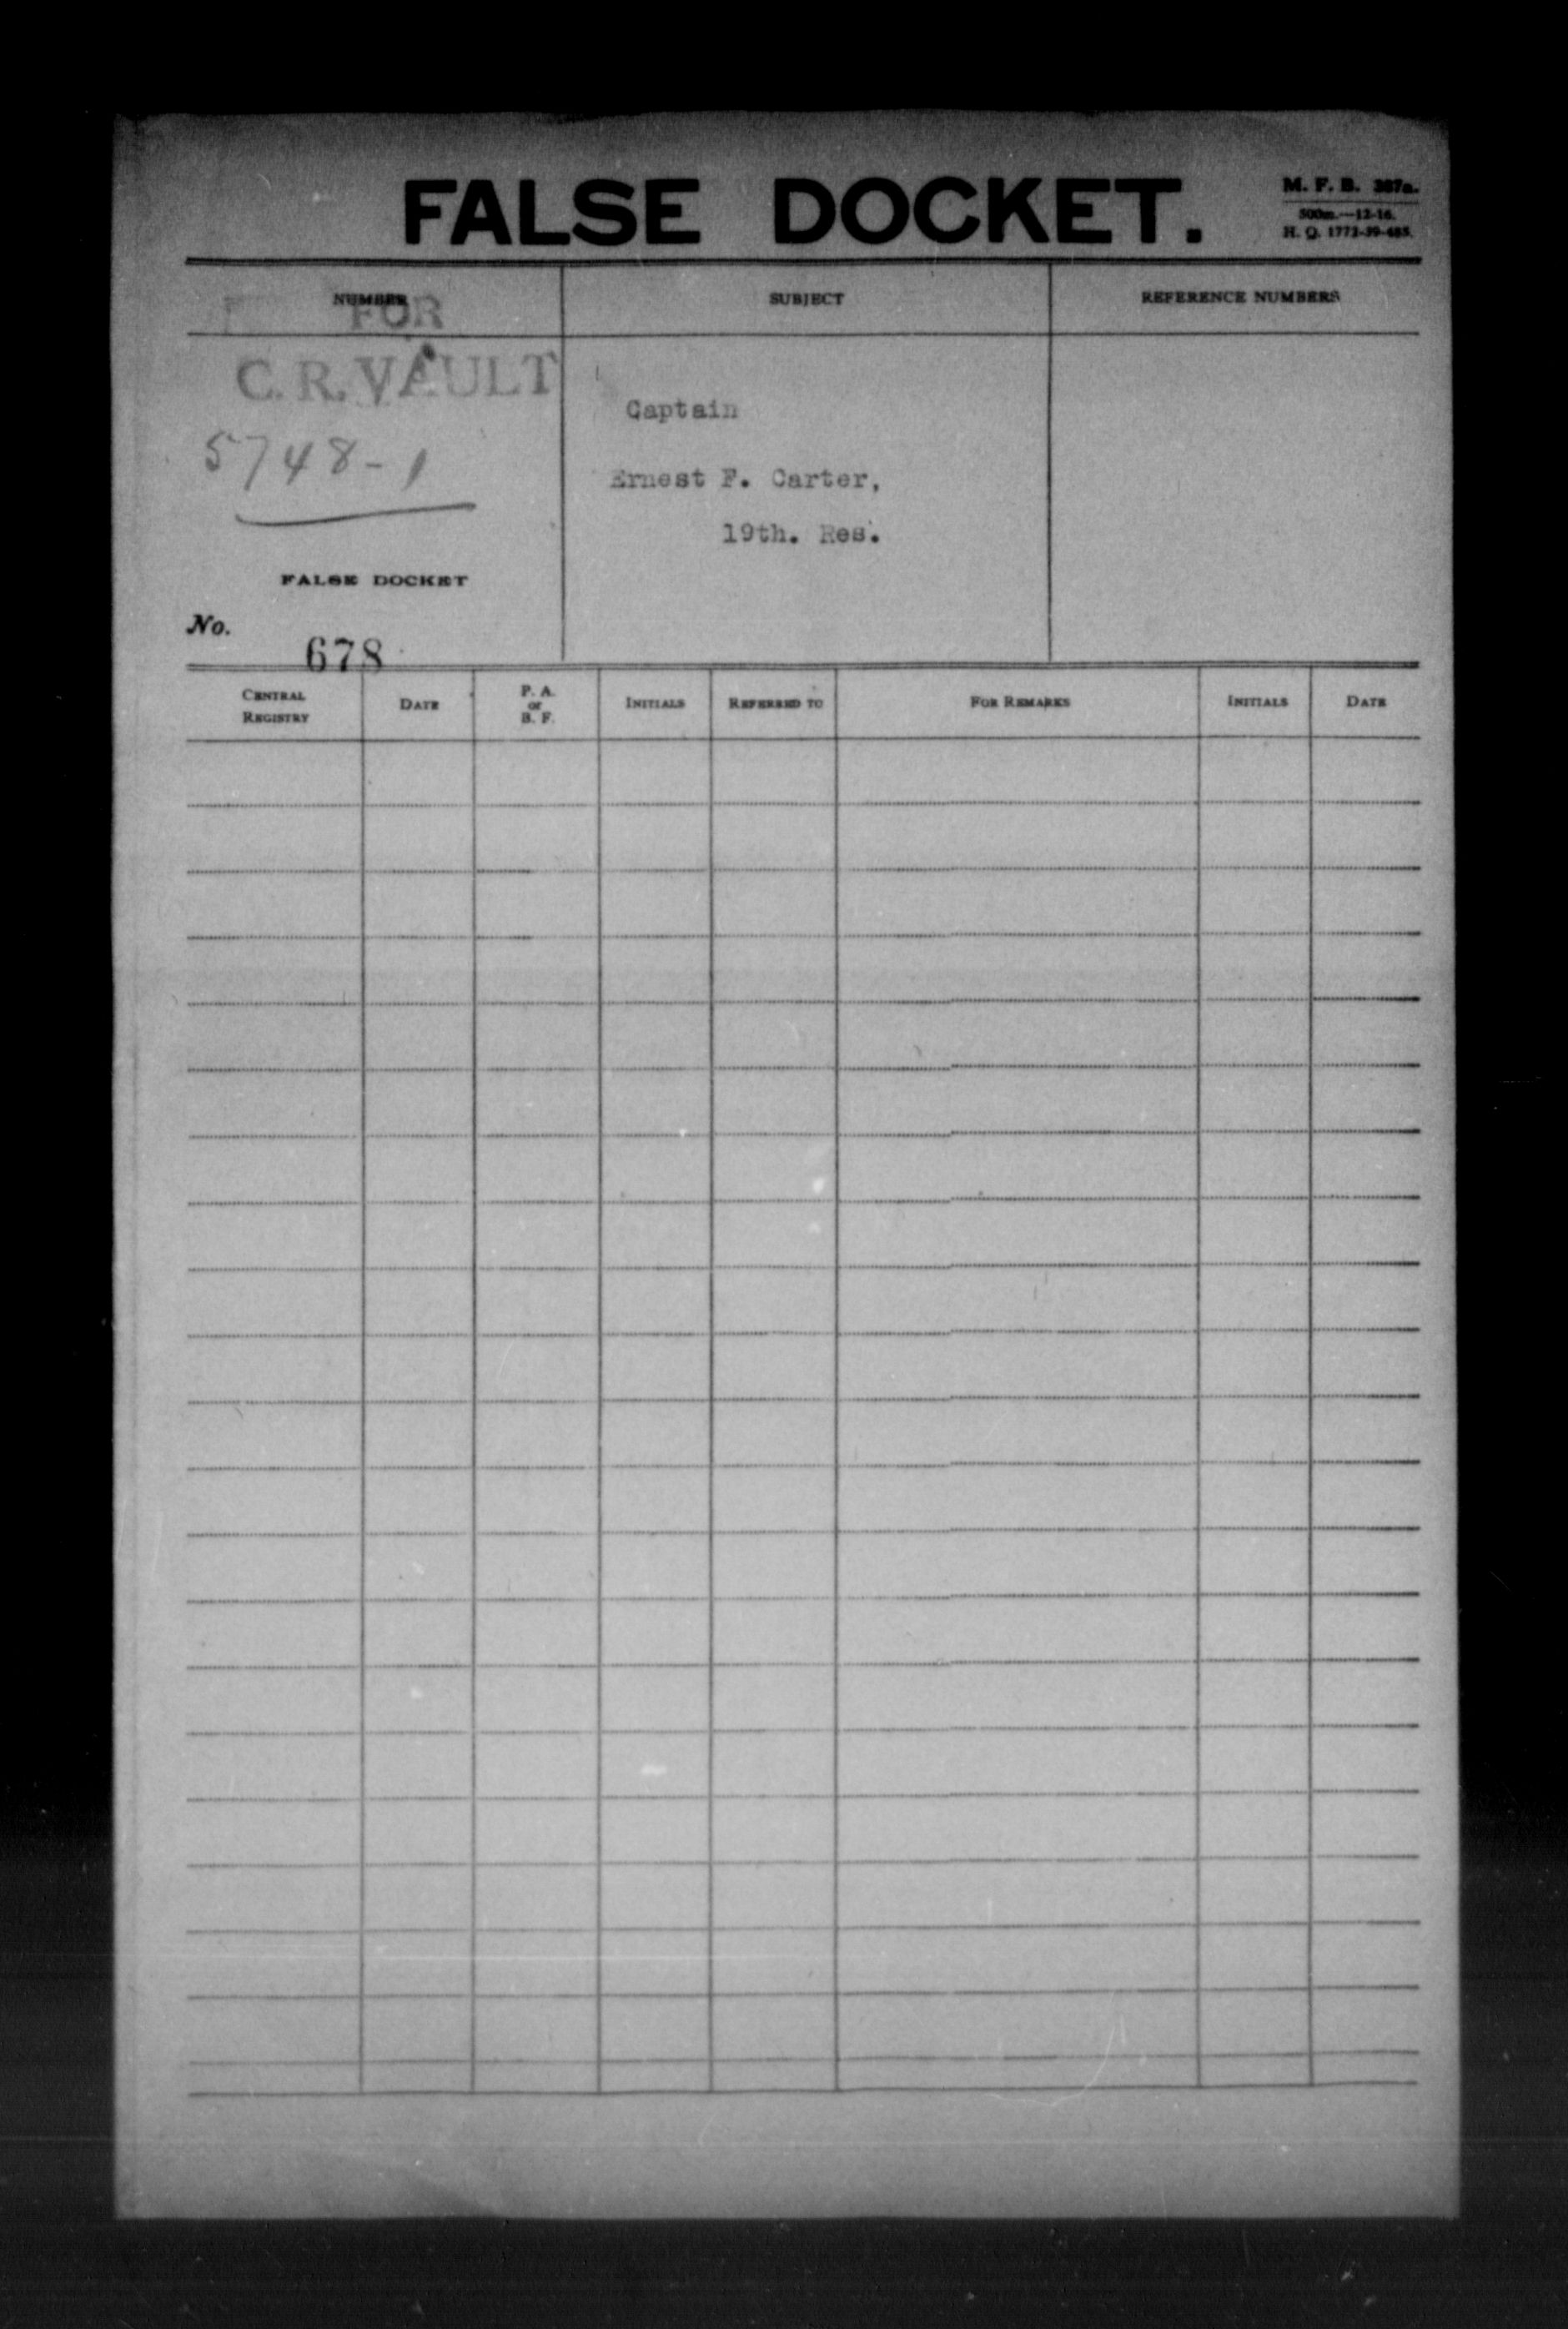 FALSE DOCKET.
M. F. B. 387a.
500m.—12-16.
H. Q. 1772-39-485.
NUMBER
SUBJECT
REFERENCE NUMBERS
FOR
C. R. VAULT
5748-1
Captain
Ernest F. Carter,
19th. Res.
FALSE DOCKET
No.
678
CENTRAL
REGISTRY
DATE
P. A.
or
B. F.
INITIALS
REFERRED TO
FOR REMARKS
INITIALS
DATE